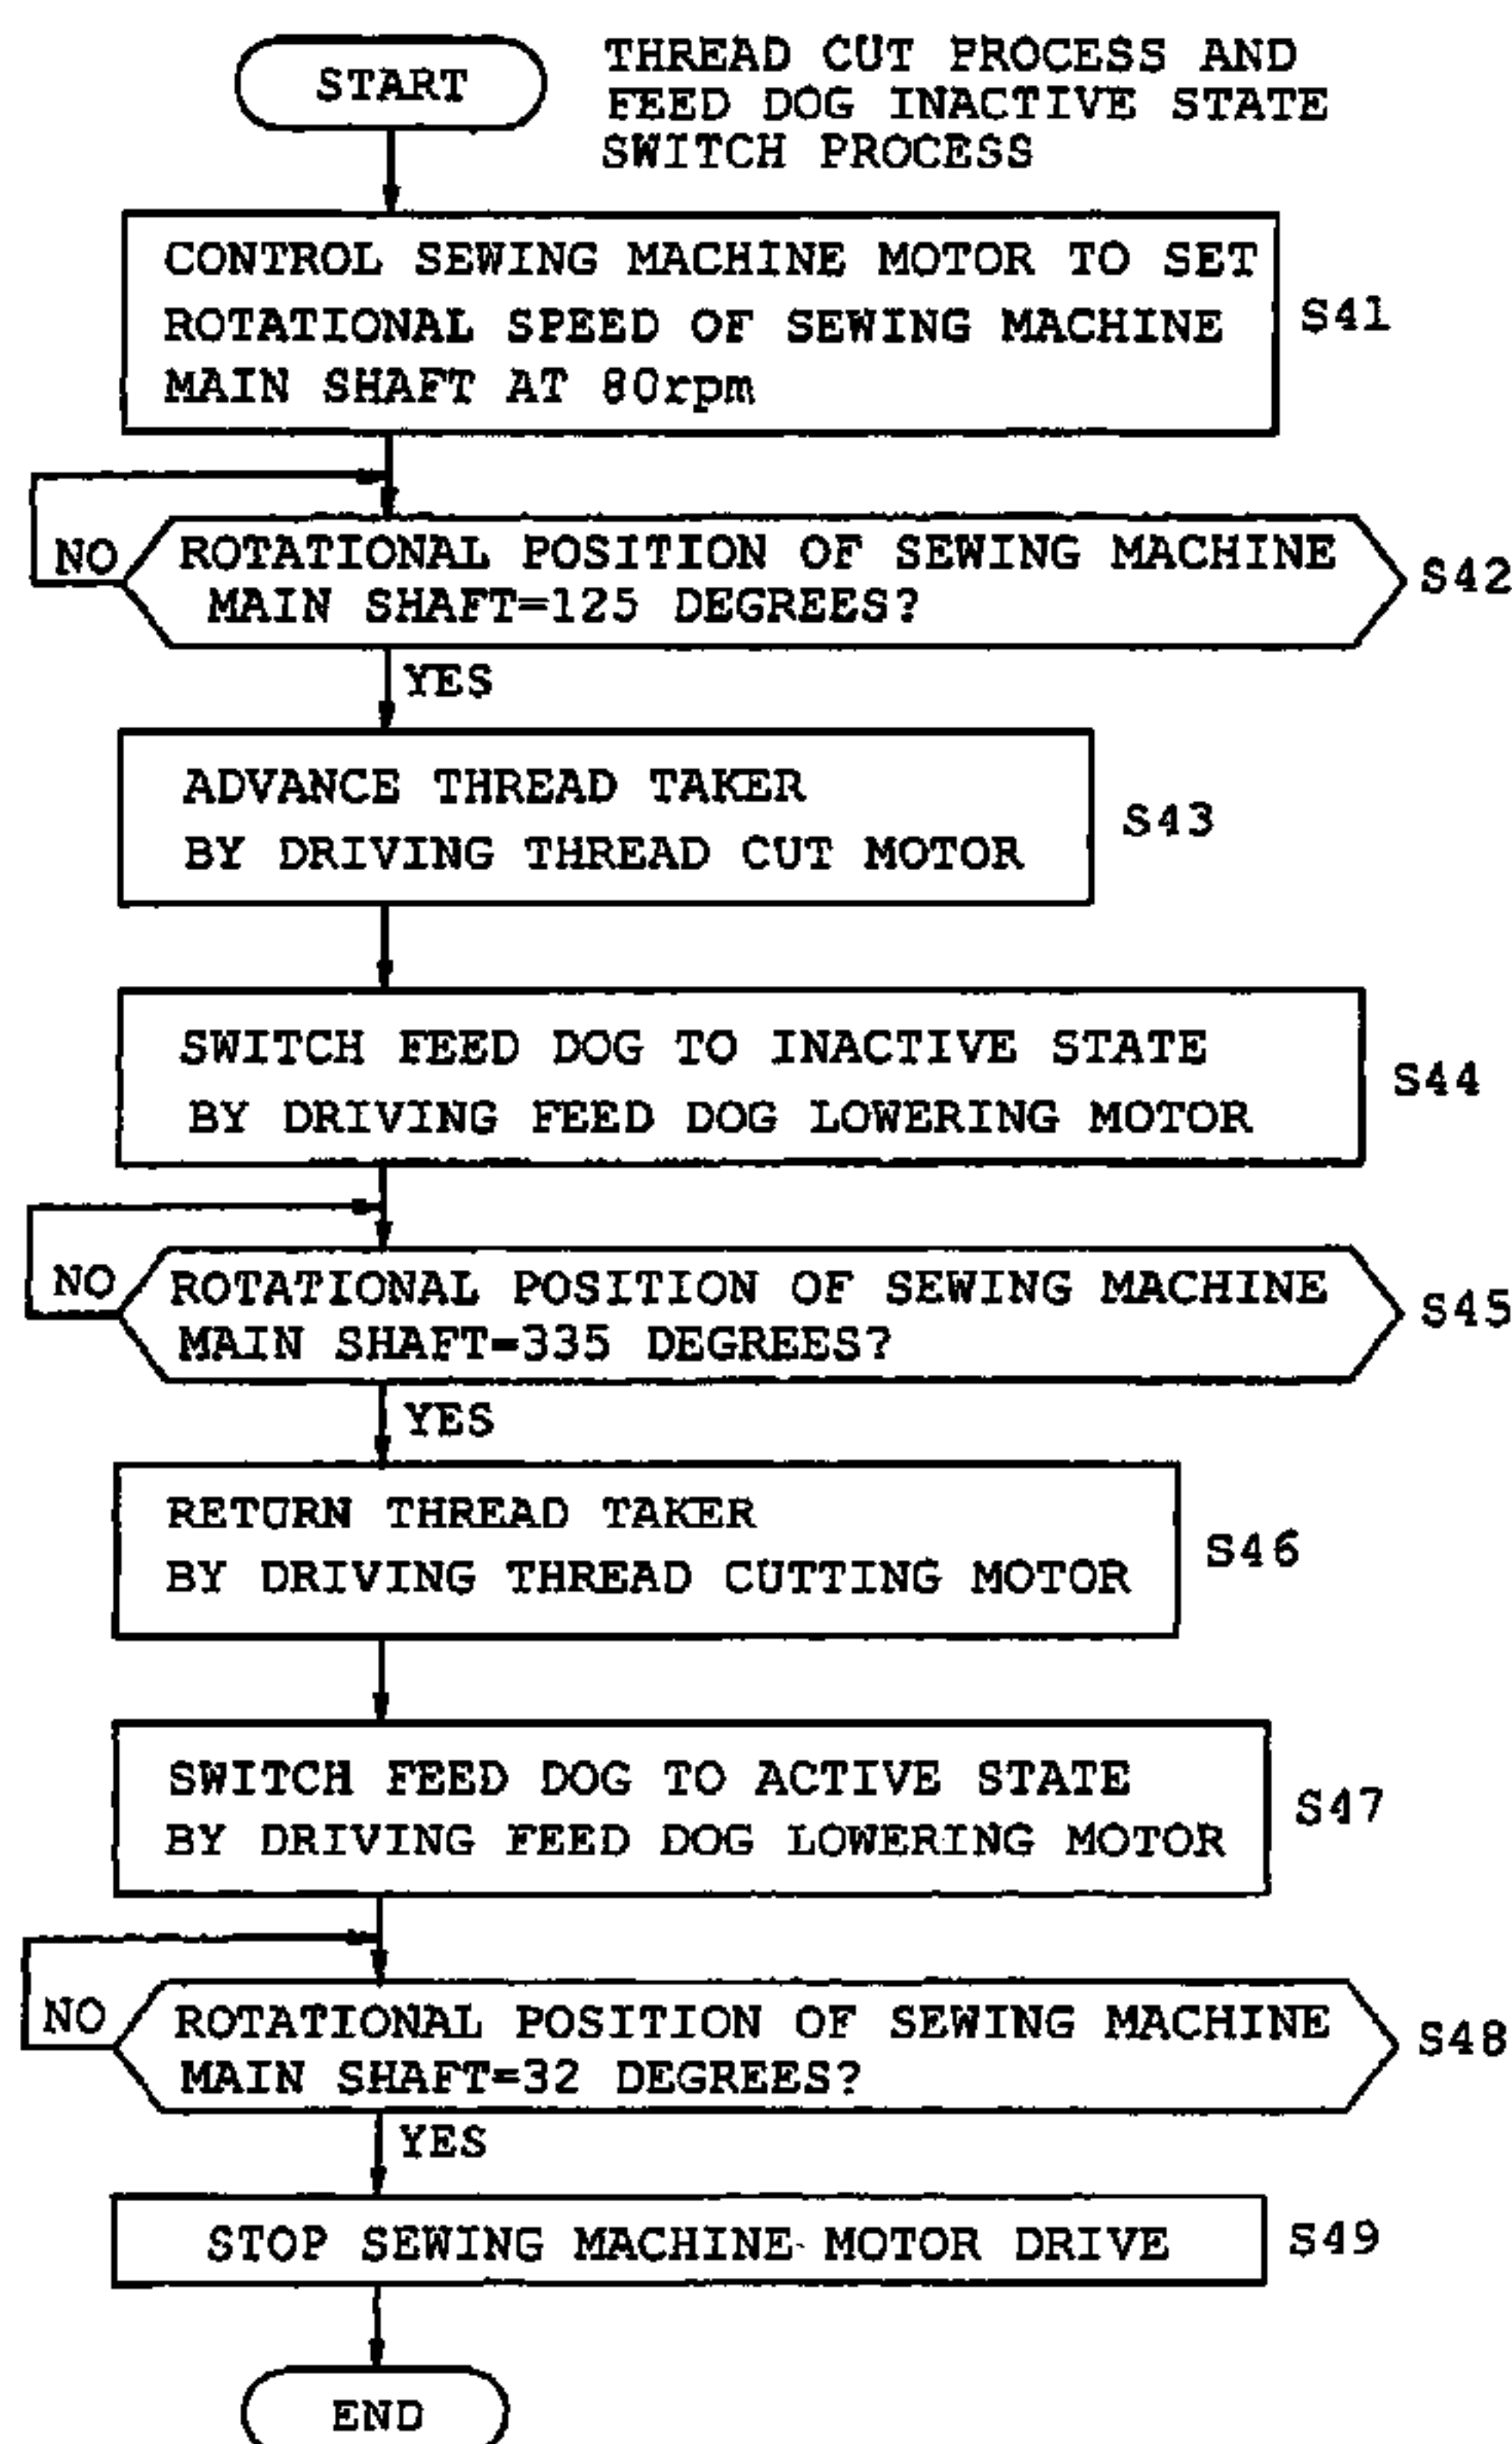 START
THREAD CUT PROCESS AND
FEED DOG INACTIVE STATE
SWITCH PROCESS
CONTROL SEWING MACHINE MOTOR TO SET
ROTATIONAL SPEED OF SEWING MACHINE
MAIN SHAFT AT 80rpm
S41
NO
ROTATIONAL POSITION OF SEWING MACHINE
MAIN SHAFT=125 DEGREES?
S42
YES
ADVANCE THREAD TAKER
BY DRIVING THREAD CUT MOTOR
S43
SWITCH FEED DOG TO INACTIVE STATE
BY DRIVING FEED DOG LOWERING MOTOR
S44
NO
ROTATIONAL POSITION OF SEWING MACHINE
MAIN SHAFT=335 DEGREES?
S45
YES
RETURN THREAD TAKER
BY DRIVING THREAD CUTTING MOTOR
S46
SWITCH FEED DOG TO ACTIVE STATE
BY DRIVING FEED DOG LOWERING MOTOR
S47
NO
ROTATIONAL POSITION OF SEWING MACHINE
MAIN SHAFT=32 DEGREES?
S48
YES
STOP SEWING MACHINE MOTOR DRIVE
S49
END